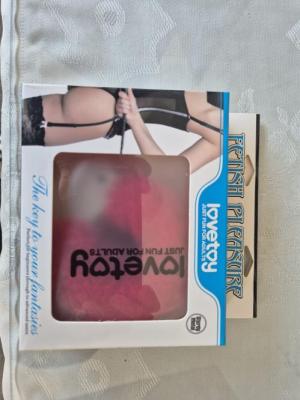 FETISH PLEASURE
lovetoy
JUST FUN FOR ADULTS
lovetoy
JUST FUN FOR ADULTS
The key to your fantasies